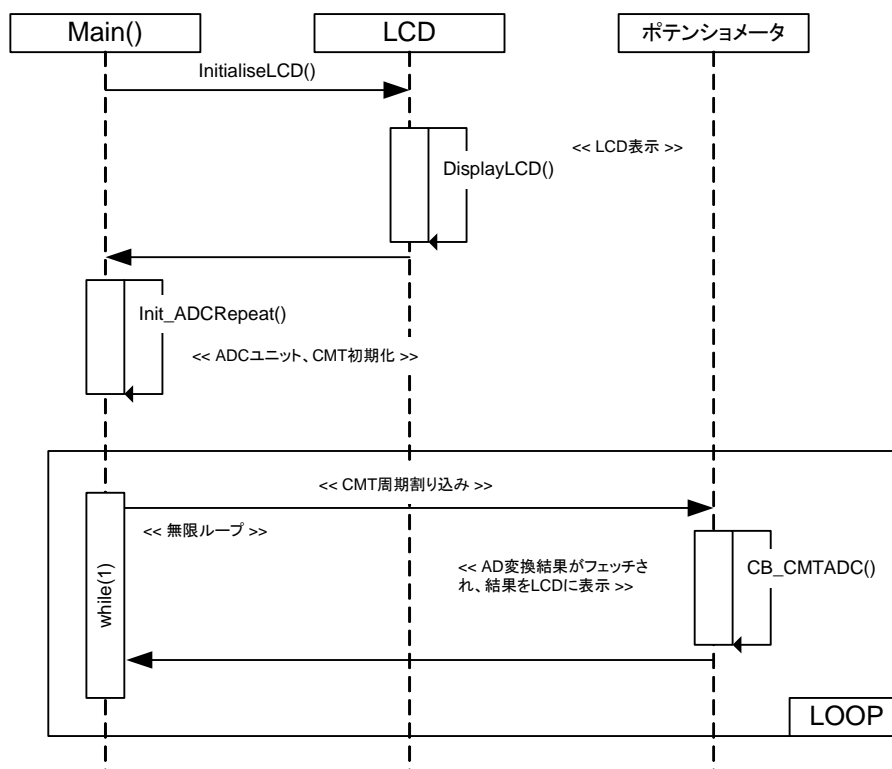 Main()
LCD
ポテンショメータ
InitialiseLCD()
<< LCD表示 >>
DisplayLCD()
Init_ADCRepeat()
<< ADCユニット、CMT初期化 >>
<< CMT周期割り込み >>
<< 無限ループ >>
while(1)
<< AD変換結果がフェッチさ
れ、結果をLCDに表示 >>
CB_CMTADC()
LOOP